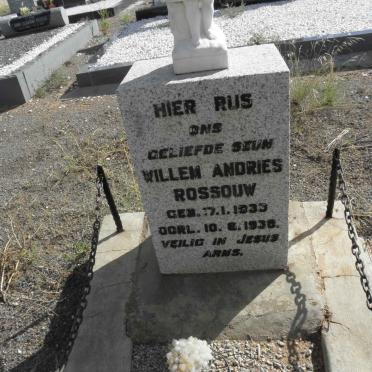 HIER RUS
ONS
GELIEFDE SEUN
WILLEM ANDRIES
ROSSOUW
GEB. 17.1.1933
OORL. 10.6.1936.
VEILIG IN JESUS
ARMS.